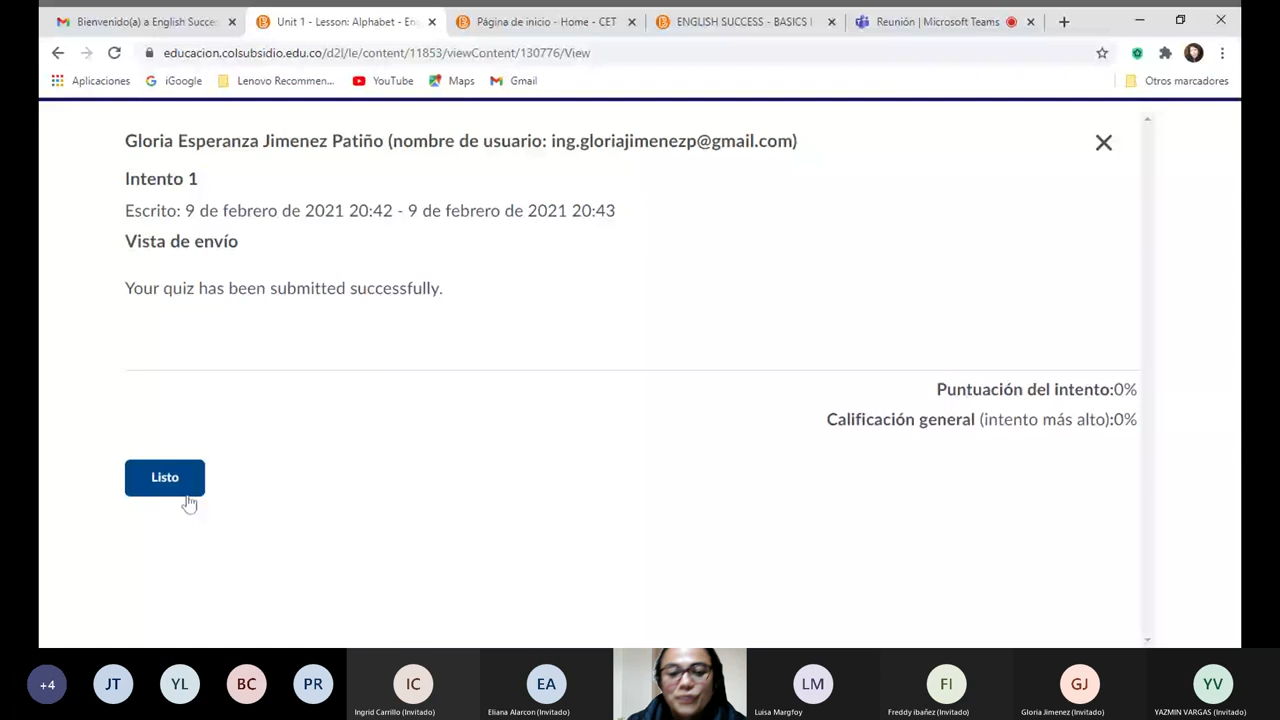 Bienvenido(a) a English Succes
Unit 1 - Lesson: Alphabet - En
Página de inicio - Home - CET
ENGLISH SUCCESS - BASICS
Reunión | Microsoft Teams
educacion.colsubsidio.edu.co/d2l/le/content/11853/viewContent/130776/View
Aplicaciones
iGoogle
Lenovo Recommen...
YouTube
Maps
Gmail
Otros marcadores
Gloria Esperanza Jimenez Patiño (nombre de usuario: ing.gloriajimenezp@gmail.com)
Intento 1
Escrito: 9 de febrero de 2021 20:42 - 9 de febrero de 2021 20:43
Vista de envío
Your quiz has been submitted successfully.
Puntuación del intento:0%
Calificación general (intento más alto):0%
Listo
+4
JT
YL
BC
PR
IC
EA
LM
FI
GJ
YV
Ingrid Carrillo (Invitado)
Eliana Alarcon (Invitado)
Luisa Margfoy
Freddy ibañez (Invitado)
Gloria Jimenez (Invitado)
YAZMIN VARGAS (Invitado)